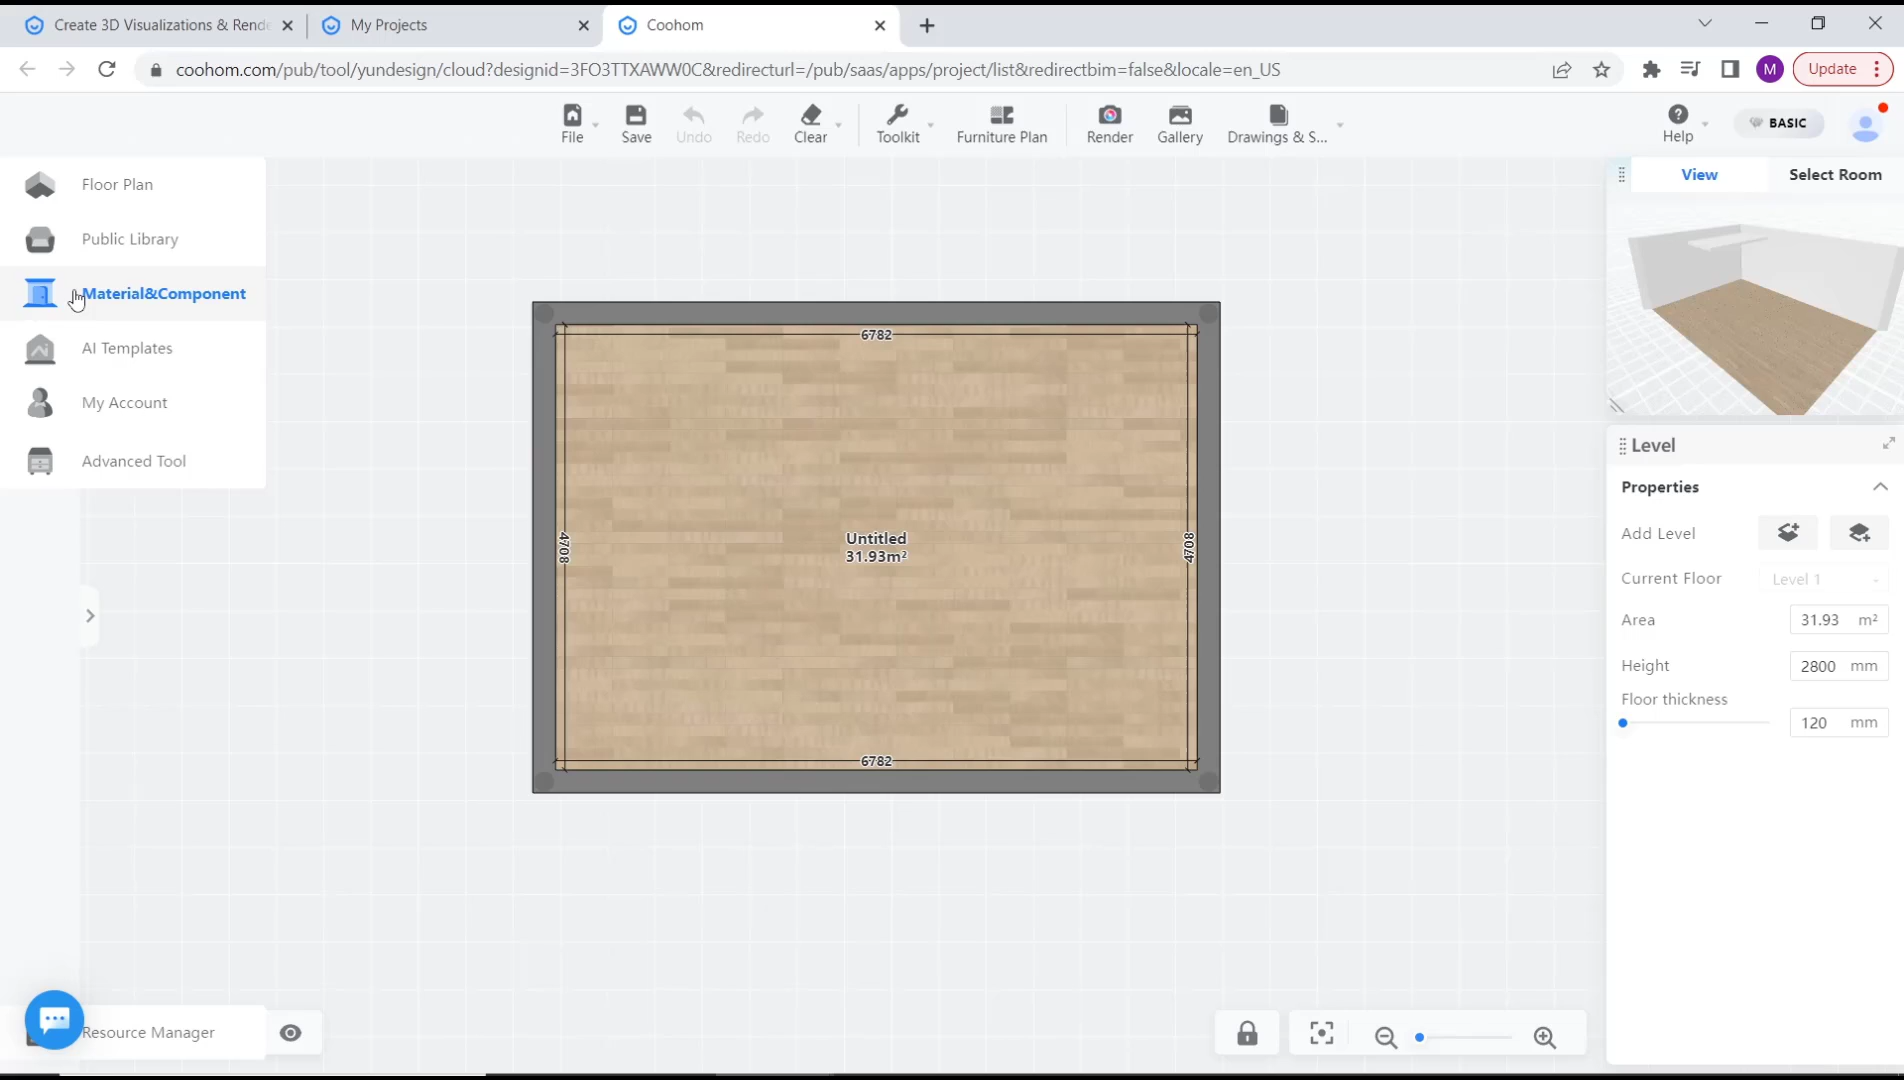 Create 3D Visualizations & Rende
My Projects
Coohom
coohom.com/pub/tool/yundesign/cloud?designid=3FO3TTXAWW0C&redirecturl=/pub/saas/apps/project/list&redirectbim=false&locale=en_US
M
Update
File
Save
Undo
Redo
Clear
Toolkit
Furniture Plan
Render
Gallery
Drawings & S...
Help
BASIC
Floor Plan
Public Library
Material&Component
AI Templates
My Account
Advanced Tool
View
Select Room
6782
4708
Untitled
31.93m²
4708
6782
Level
Properties
Add Level
Current Floor
Level 1
Area
31.93 m²
Height
2800 mm
Floor thickness
120 mm
Resource Manager